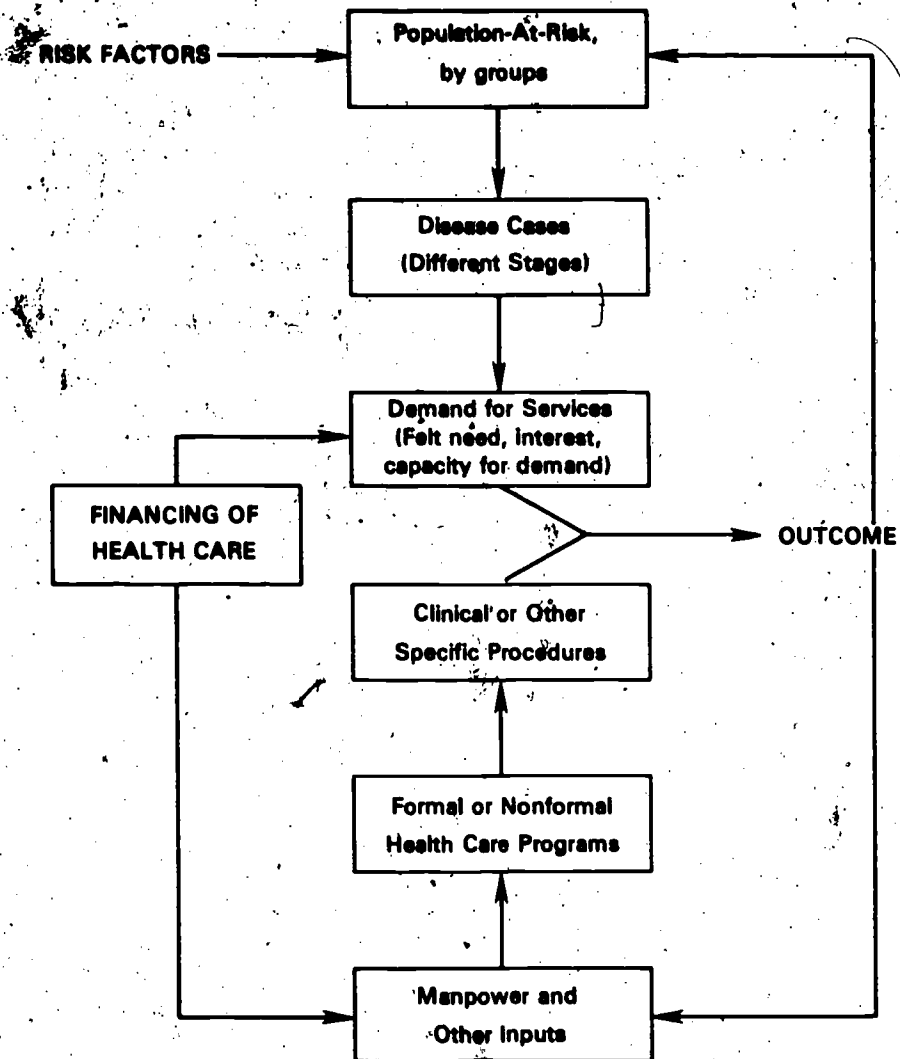 Population-At-Risk,
by groups
RISK FACTORS
Disease Cases
(Different Stages)
Demand for Services
(Felt need, interest,
capacity for demand)
FINANCING OF
HEALTH CARE
OUTCOME
Clinical or Other
Specific Procedures
Formal or Nonformal
Health Care Programs
Manpower and
Other Inputs